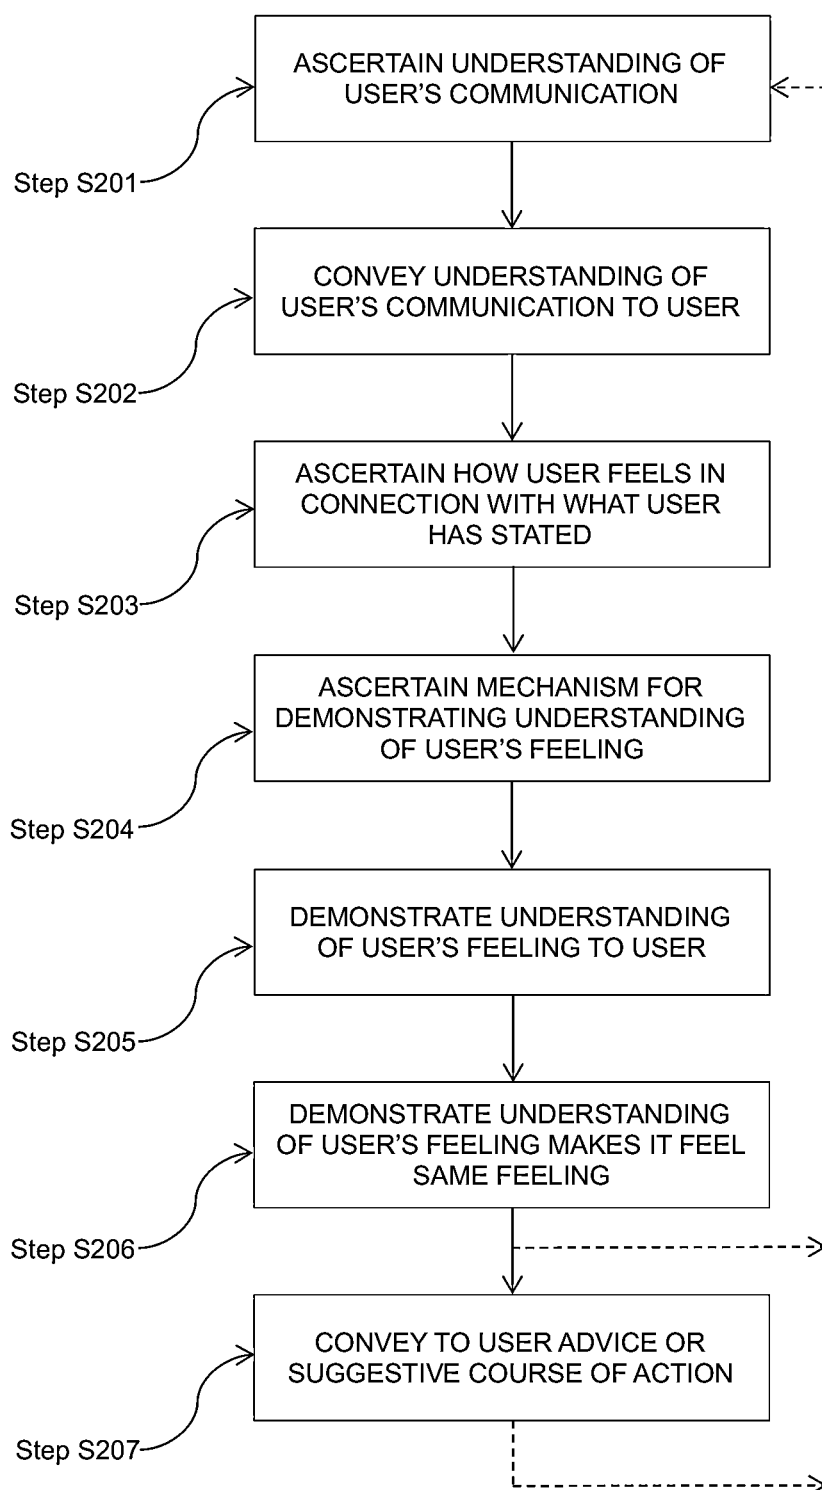 ASCERTAIN UNDERSTANDING OF
USER'S COMMUNICATION
Step S201
CONVEY UNDERSTANDING OF
USER'S COMMUNICATION TO USER
Step S202
ASCERTAIN HOW USER FEELS IN
CONNECTION WITH WHAT USER
HAS STATED
Step S203
ASCERTAIN MECHANISM FOR
DEMONSTRATING UNDERSTANDING
OF USER'S FEELING
Step S204
DEMONSTRATE UNDERSTANDING
OF USER'S FEELING TO USER
Step S205
DEMONSTRATE UNDERSTANDING
OF USER'S FEELING MAKES IT FEEL
SAME FEELING
Step S206
CONVEY TO USER ADVICE OR
SUGGESTIVE COURSE OF ACTION
Step S207